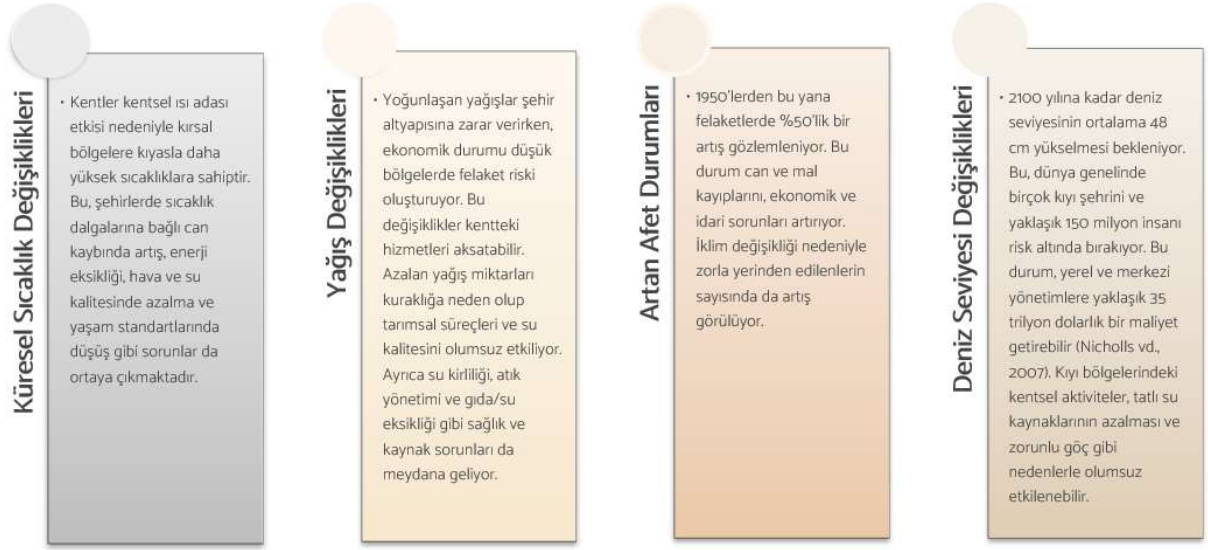 Küresel Sıcaklık Değişiklikleri
• Kentler kentsel ısı adası
etkisi nedeniyle kırsal
bölgelere kıyasla daha
yüksek sıcaklıklara sahiptir.
Bu, şehirlerde sıcaklık
dalgalarına bağlı can
kaybında artış, enerji
eksikliği, hava ve su
kalitesinde azalma ve
yaşam standartlarında
düşüş gibi sorunlar da
ortaya çıkmaktadır.
Yağış Değişiklikleri
• Yoğunlaşan yağışlar şehir
altyapısına zarar verirken,
ekonomik durumu düşük
bölgelerde felaket riski
oluşturuyor. Bu
değişiklikler kentteki
hizmetleri aksatabilir.
Azalan yağış miktarları
kuraklığa neden olup
tarımsal süreçleri ve su
kalitesini olumsuz etkiliyor.
Ayrıca su kirliliği, atık
yönetimi ve gıda/su
eksikliği gibi sağlık ve
kaynak sorunları da
meydana geliyor.
Artan Afet Durumları
• 1950'lerden bu yana
felaketlerde %50'lik bir
artış gözlemleniyor. Bu
durum can ve mal
kayıplarını, ekonomik ve
idari sorunları artırıyor.
İklim değişikliği nedeniyle
zorla yerinden edilenlerin
sayısında da artış
görülüyor.
Deniz Seviyesi Değişiklikleri
• 2100 yılına kadar deniz
seviyesinin ortalama 48
cm yükselmesi bekleniyor.
Bu, dünya genelinde
birçok kıyı şehrini ve
yaklaşık 150 milyon insanı
risk altında bırakıyor. Bu
durum, yerel ve merkezi
yönetimlere yaklaşık 35
trilyon dolarlık bir maliyet
getirebilir (Nicholls vd.,
2007). Kıyı bölgelerindeki
kentsel aktiviteler, tatlı su
kaynaklarının azalması ve
zorunlu göç gibi
nedenlerle olumsuz
etkilenebilir.